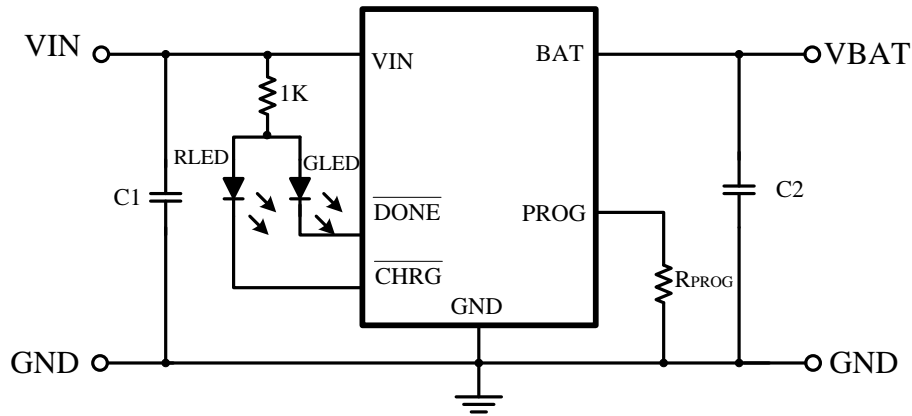 VIN
VIN
BAT
VBAT
1K
RLED
GLED
C1
DONE
PROG
C2
CHRG
RPROG
GND
GND
GND